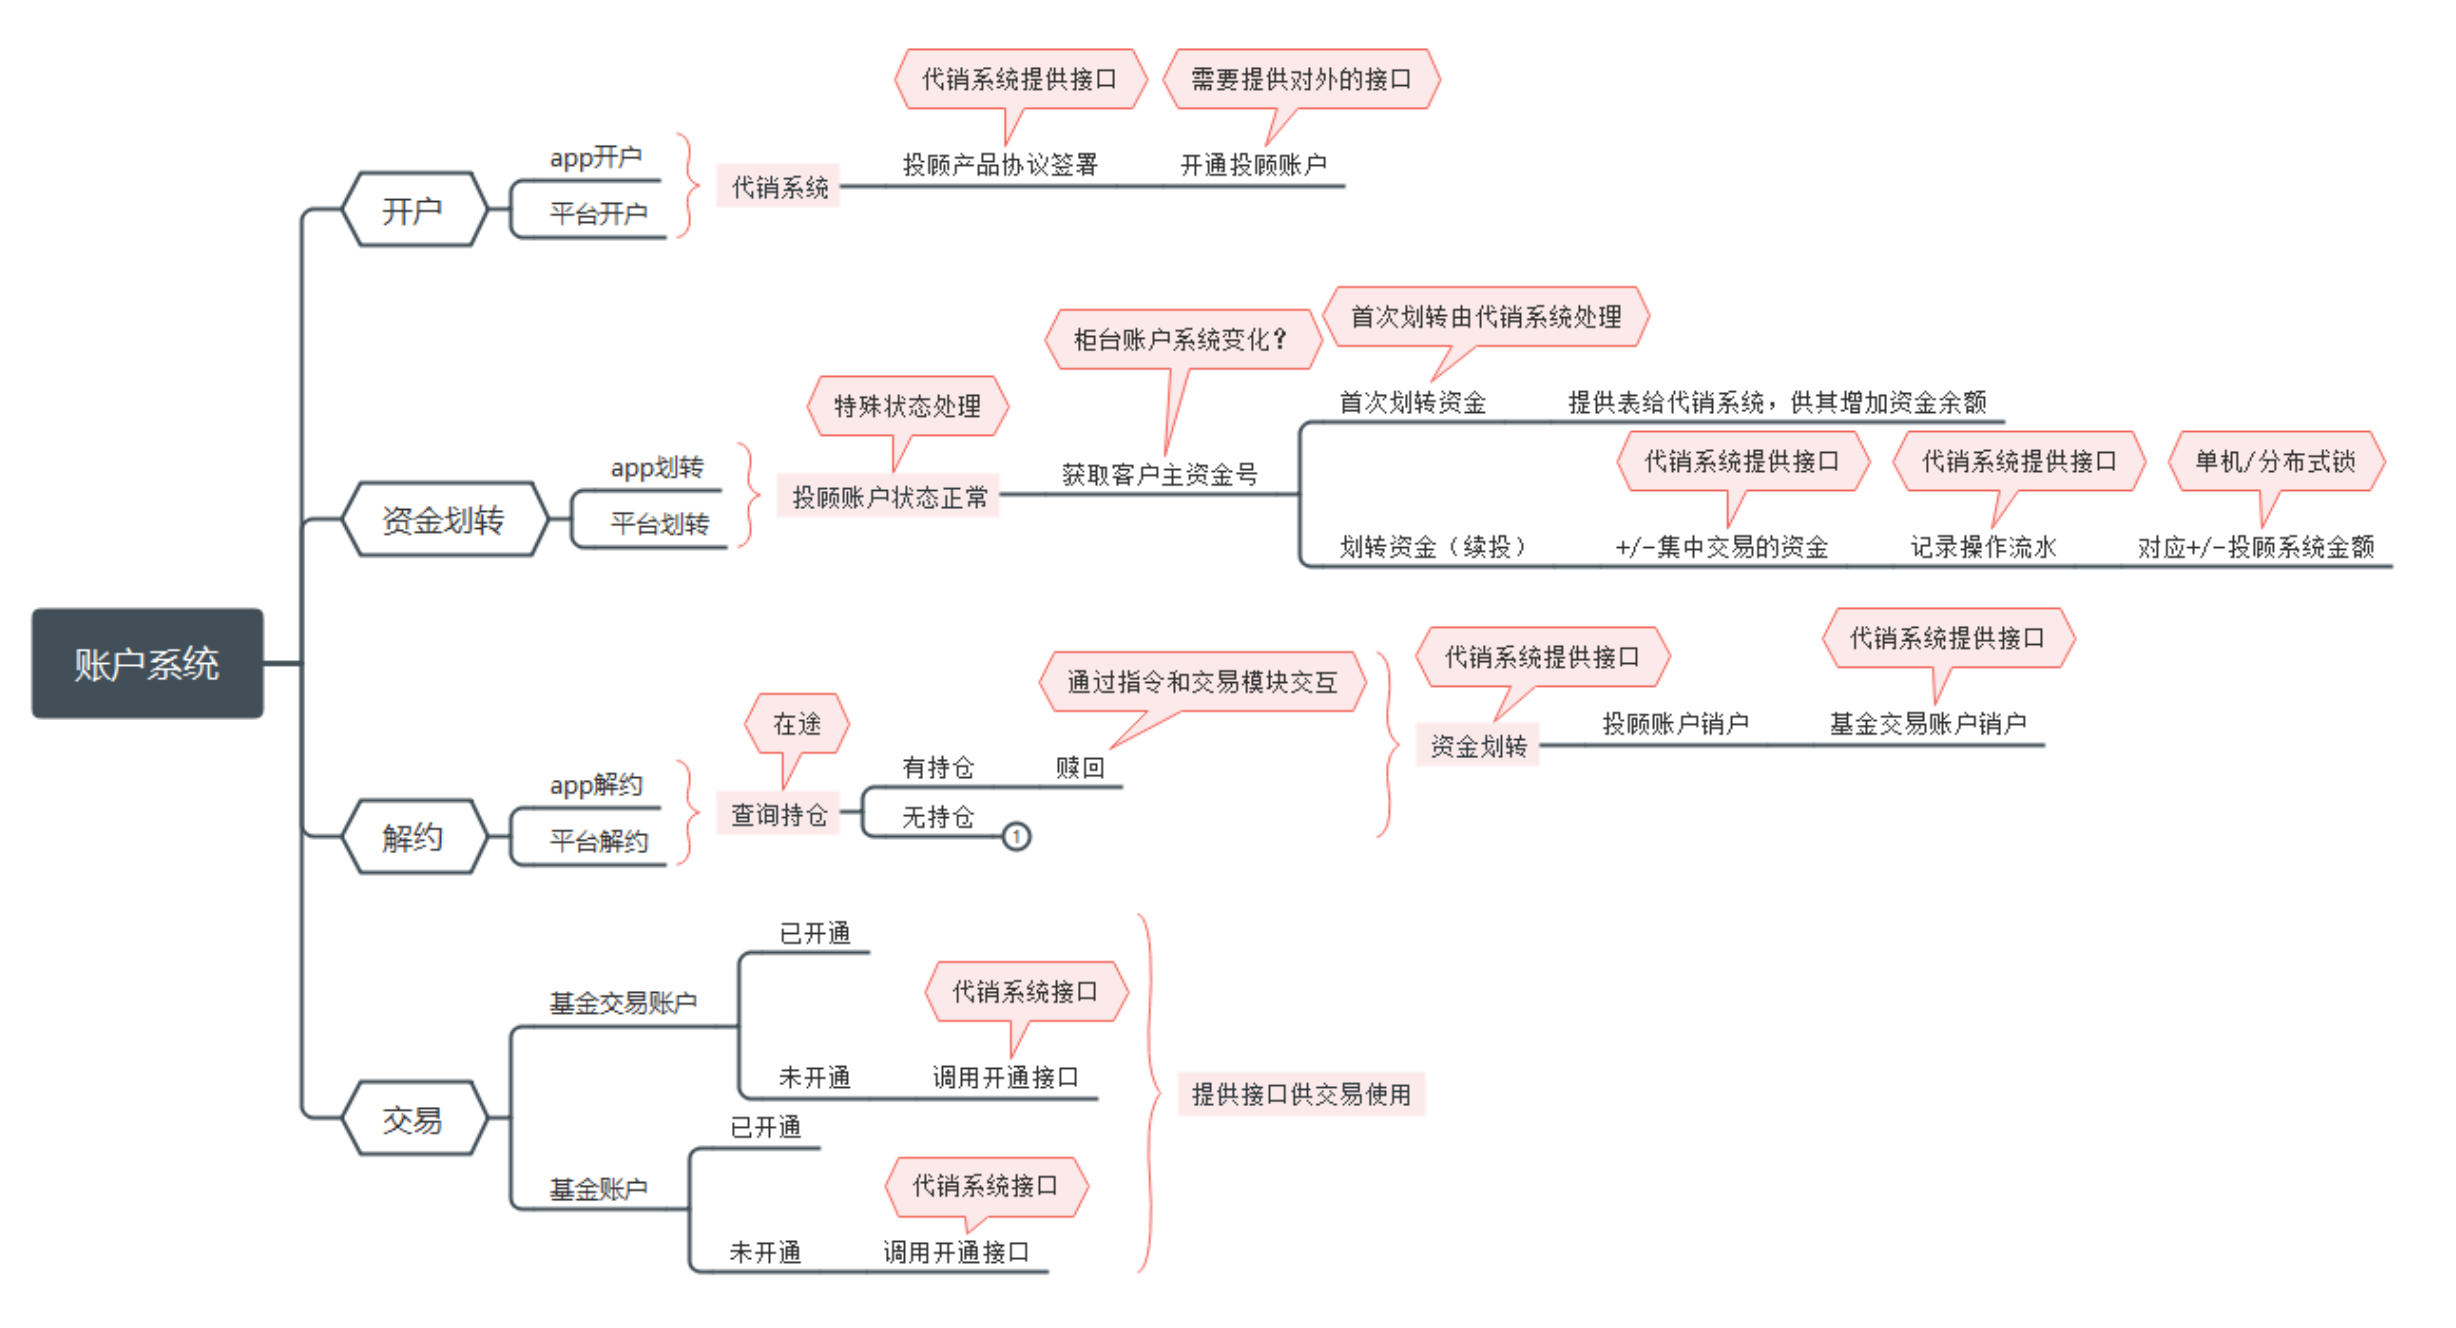 账户系统
开户
app开户
平台开户
代销系统
代销系统提供接口
投顾产品协议签署
需要提供对外的接口
开通投顾账户
资金划转
app划转
平台划转
特殊状态处理
投顾账户状态正常
柜台账户系统变化？
获取客户主资金号
首次划转由代销系统处理
首次划转资金
提供表给代销系统，供其增加资金余额
划转资金（续投）
代销系统提供接口
+/-集中交易的资金
代销系统提供接口
记录操作流水
单机/分布式锁
对应+/-投顾系统金额
解约
app解约
平台解约
在途
查询持仓
有持仓
通过指令和交易模块交互
赎回
无持仓
1
代销系统提供接口
资金划转
投顾账户销户
代销系统提供接口
基金交易账户销户
交易
基金交易账户
已开通
未开通
代销系统接口
调用开通接口
基金账户
已开通
未开通
代销系统接口
调用开通接口
提供接口供交易使用